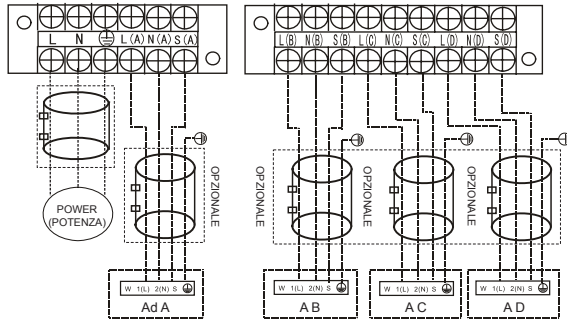 L N L(A) N(A) S(A)
L(B) N(B) S(B) L(C) N(C) S(C) L(D) N(D) S(D)
POWER
(POTENZA)
OPZIONALE
OPZIONALE
OPZIONALE
OPZIONALE
W 1(L) 2(N) S
Ad A
W 1(L) 2(N) S
A B
W 1(L) 2(N) S
A C
W 1(L) 2(N) S
A D